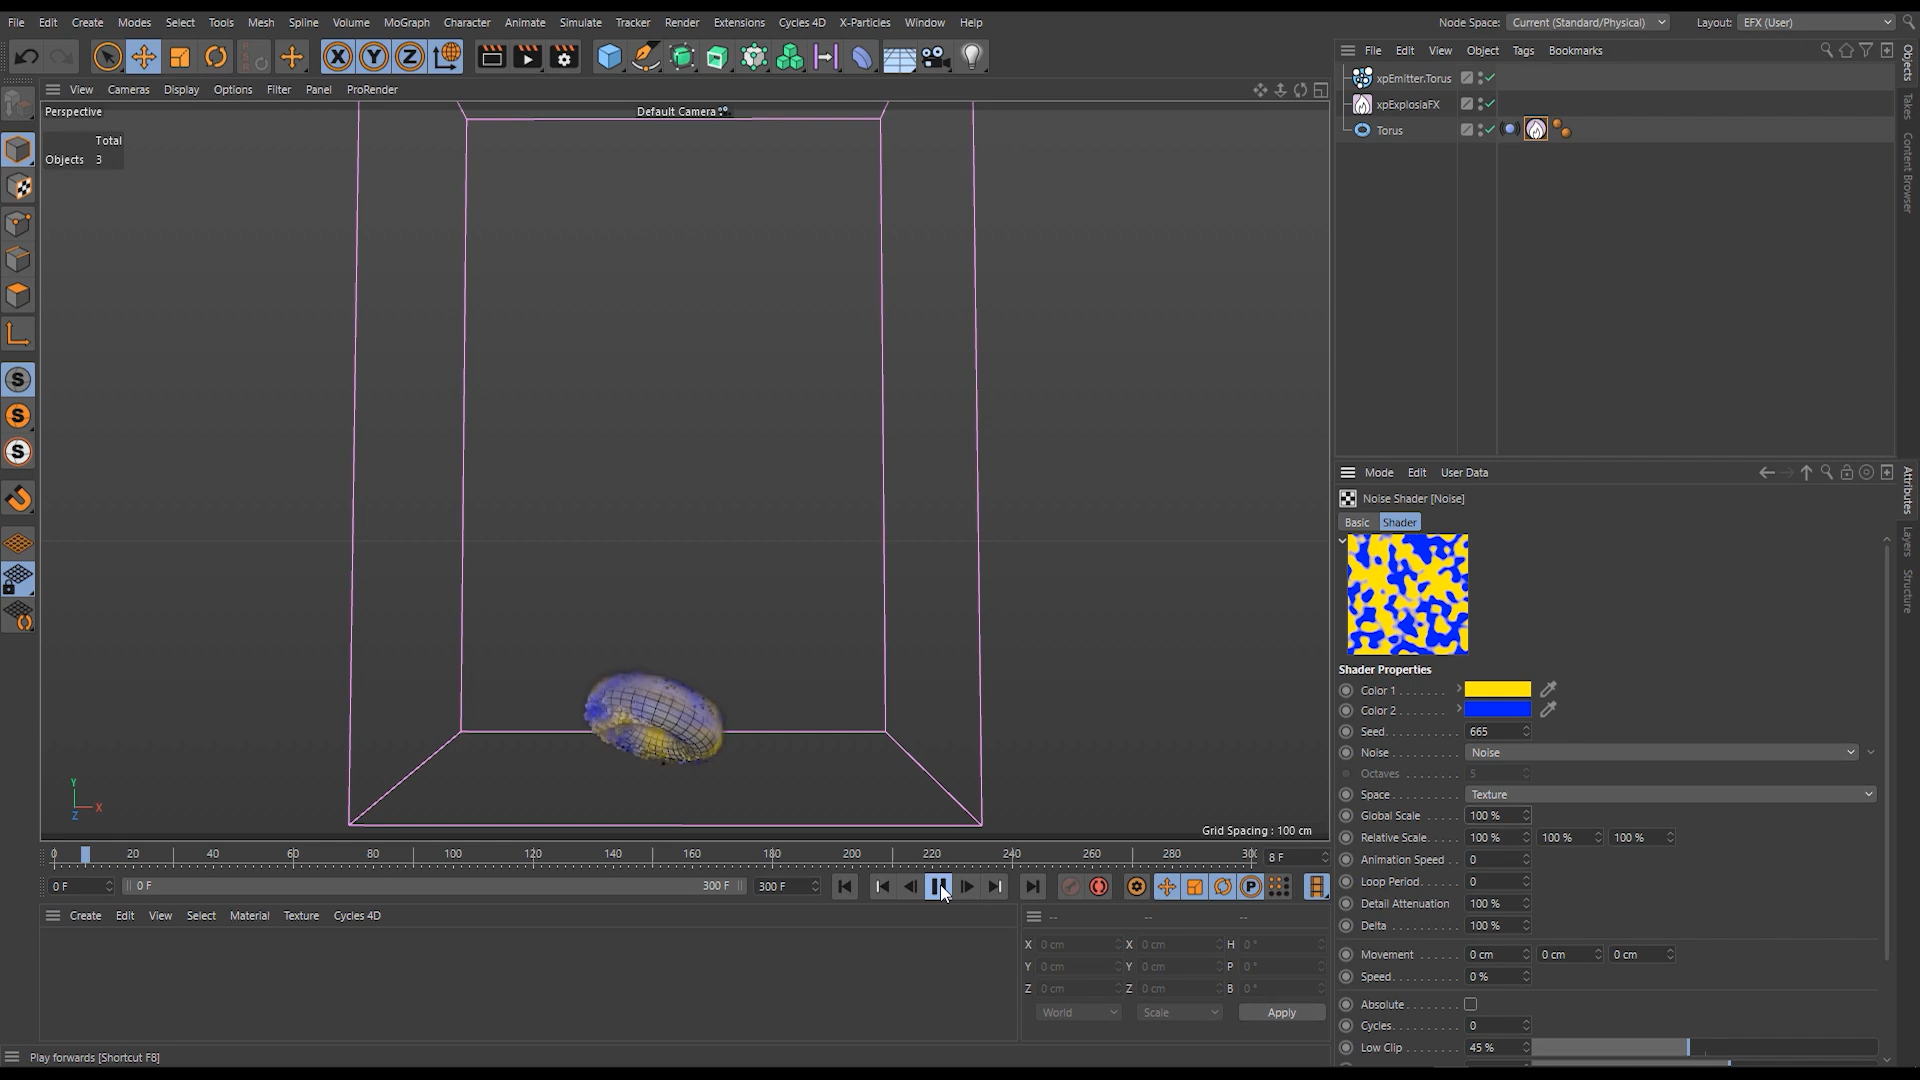 File Edit Create Modes Select Tools Mesh Spline Volume MoGraph Character Animate Simulate Tracker Render Extensions Cycles 4D X-Particles Window Help
Node Space: Current (Standard/Physical) Layout: EFX (User)
PSR
X Y Z
File Edit View Object Tags Bookmarks
View Cameras Display Options Filter Panel ProRender
Perspective
Default Camera
Total
Objects 3
xpEmitter.Torus
xpExplosiaFX
Torus
Objects
Takes
Content Browser
S
S
S
Mode Edit User Data
Noise Shader [Noise]
Basic Shader
Attributes
Layers
Structure
Shader Properties
Color 1
Color 2
Seed 665
Noise Noise
Octaves 5
Space Texture
Global Scale 100 %
Relative Scale 100 % 100 % 100 %
Animation Speed 0
Loop Period 0
Detail Attenuation 100 %
Delta 100 %
Movement 0 cm 0 cm 0 cm
Speed 0 %
Absolute
Cycles 0
Low Clip 45 %
Y
X
Z
Grid Spacing : 100 cm
0 20 40 60 80 100 120 140 160 180 200 220 240 260 280 30 8 F
0 F 0 F 300 F 300 F
P
Create Edit View Select Material Texture Cycles 4D
-- -- --
X 0 cm X 0 cm H 0 °
Y 0 cm Y 0 cm P 0 °
Z 0 cm Z 0 cm B 0 °
World Scale Apply
Play forwards [Shortcut F8]